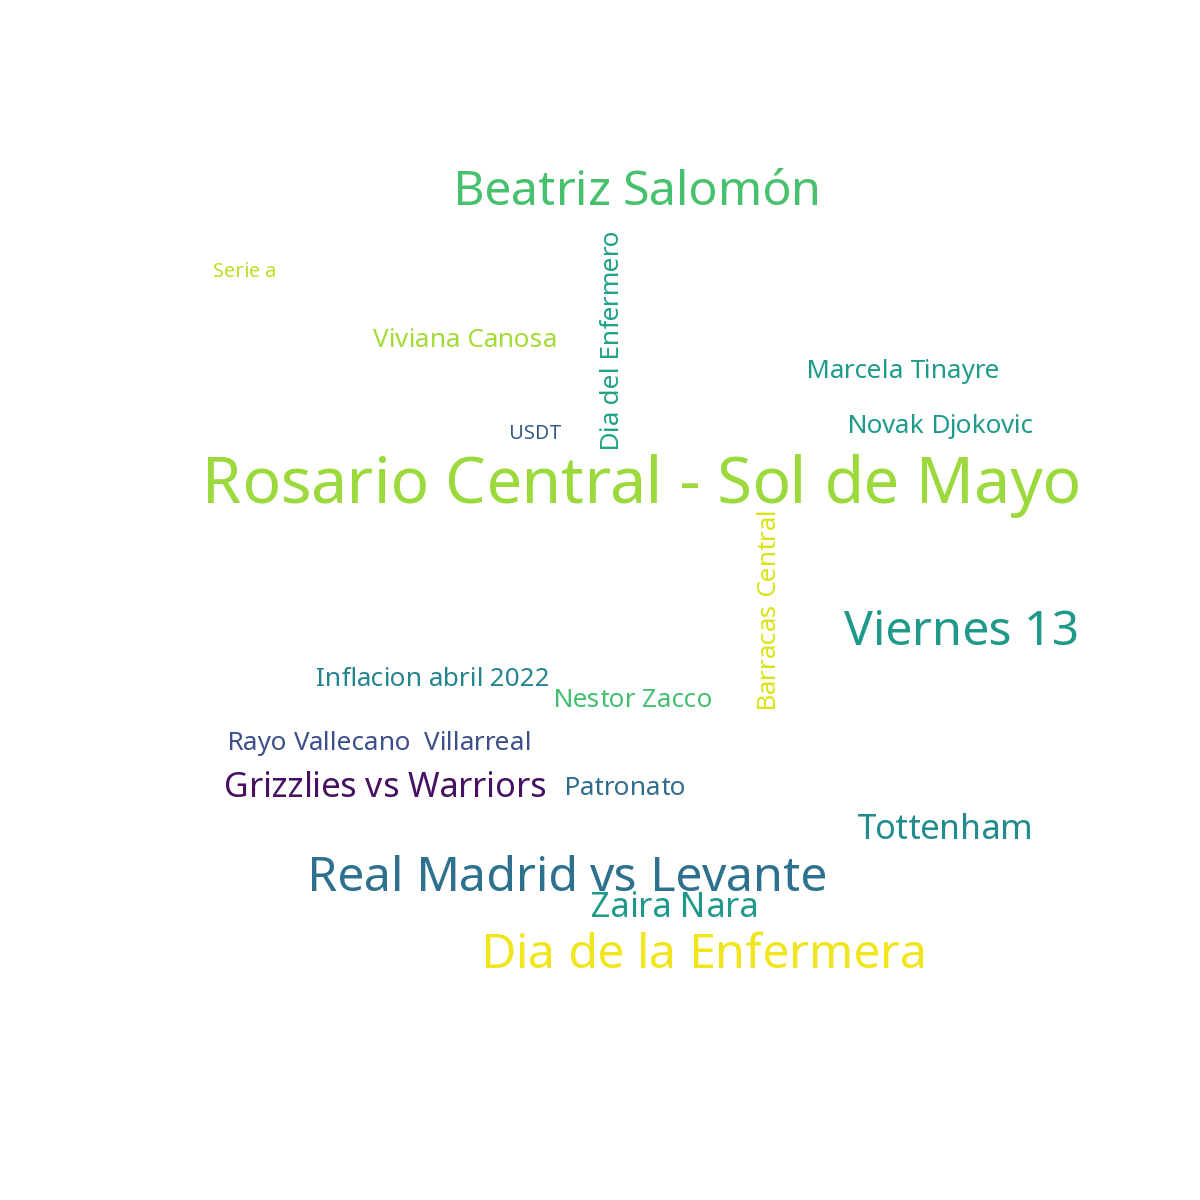 Beatriz Salomón
Dia del Enfermero
Serie a
Viviana Canosa
Marcela Tinayre
Novak Djokovic
USDT
Rosario Central - Sol de Mayo
Barracas Central
Viernes 13
Inflacion abril 2022
Nestor Zacco
Rayo Vallecano  Villarreal
Grizzlies vs Warriors
Patronato
Tottenham
Real Madrid vs Levante
Zaira Nara
Dia de la Enfermera